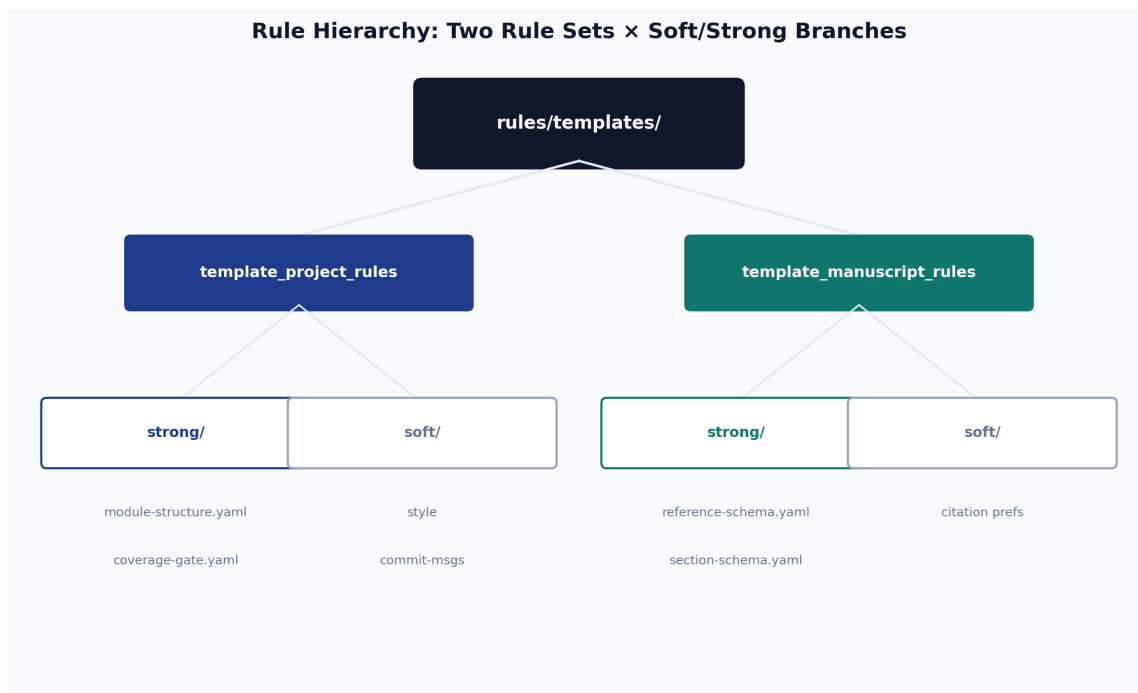 Rule Hierarchy: Two Rule Sets × Soft/Strong Branches
rules/templates/
template_project_rules
template_manuscript_rules
strong/
soft/
strong/
soft/
module-structure.yaml
style
reference-schema.yaml
citation prefs
coverage-gate.yaml
commit-msgs
section-schema.yaml